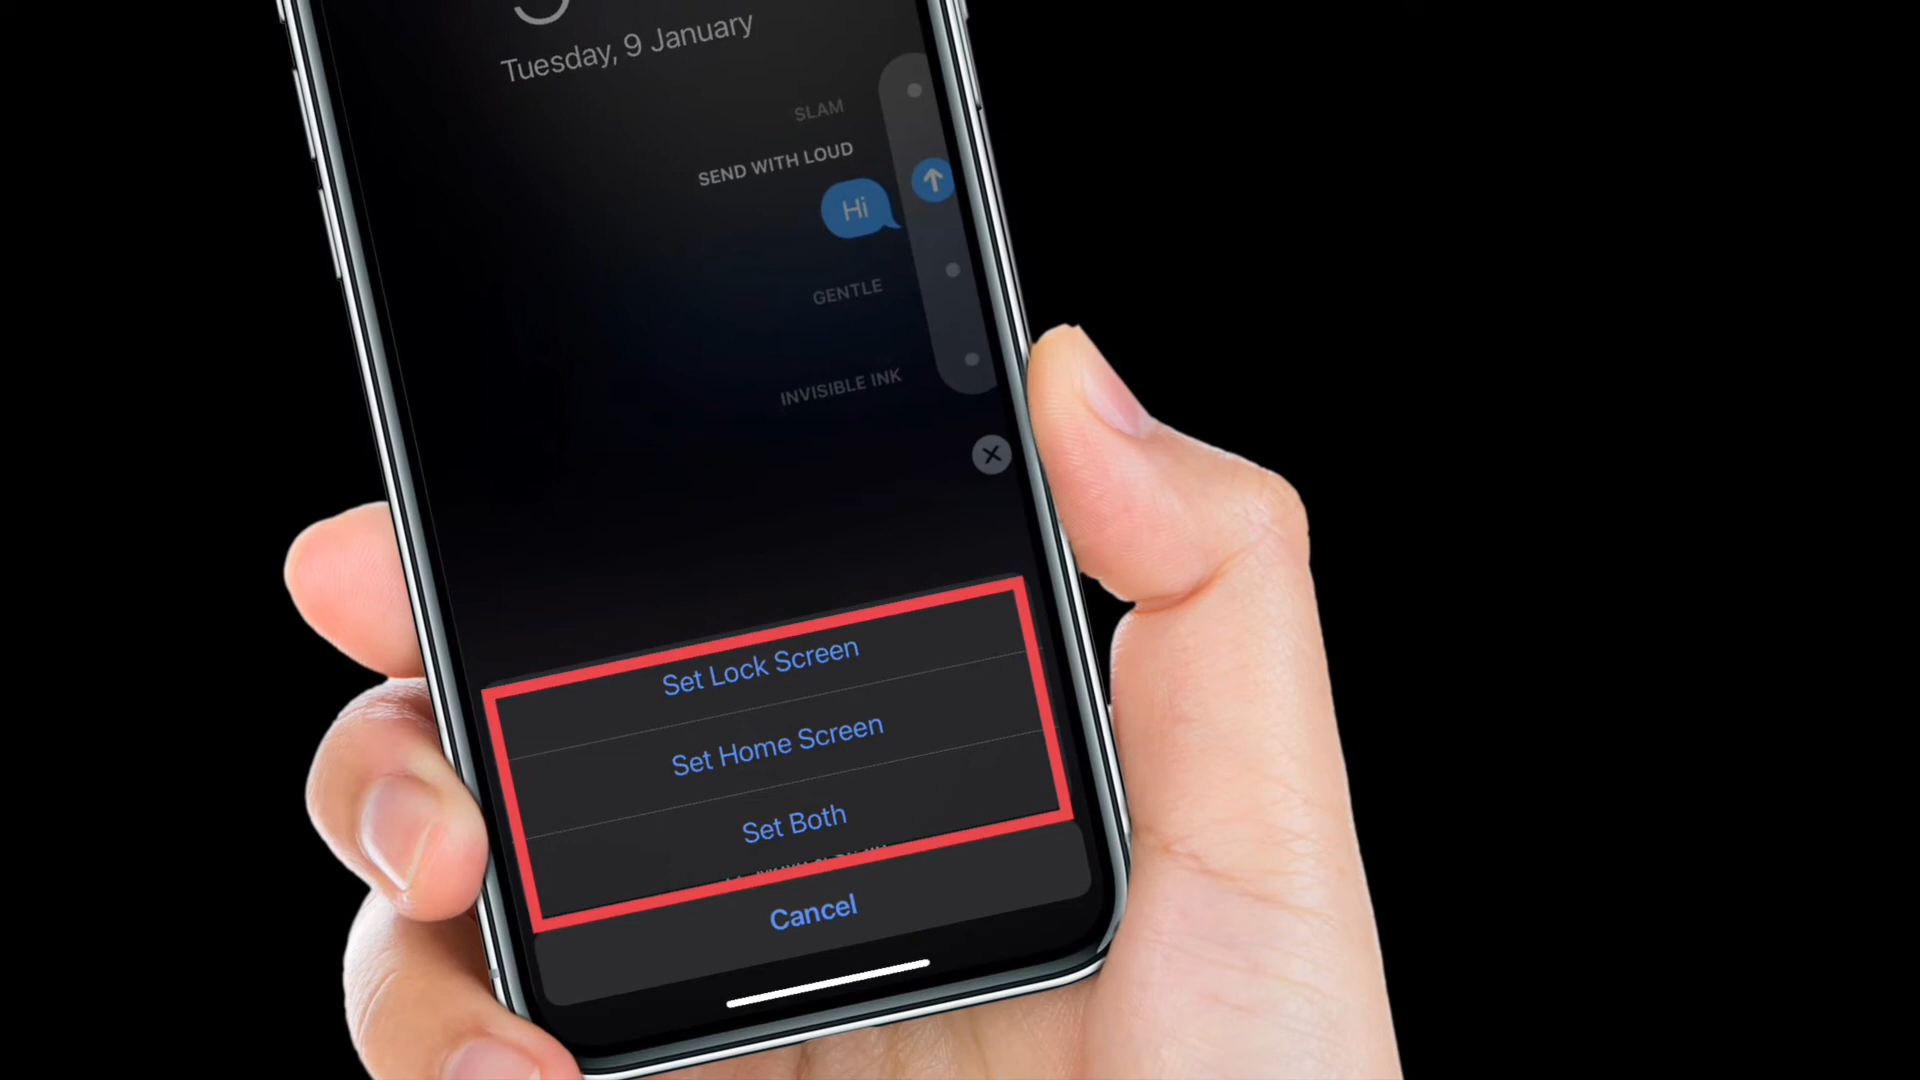 Tuesday, 9 January
SLAM
SEND WITH LOUD
Hi
GENTLE
INVISIBLE INK
Set Lock Screen
Set Home Screen
Set Both
Cancel